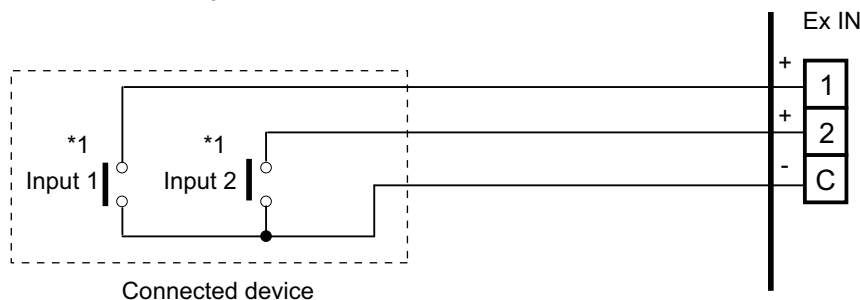 Ex IN
+
1
+
2
-
C
*1
*1
Input 1
Input 2
Connected device